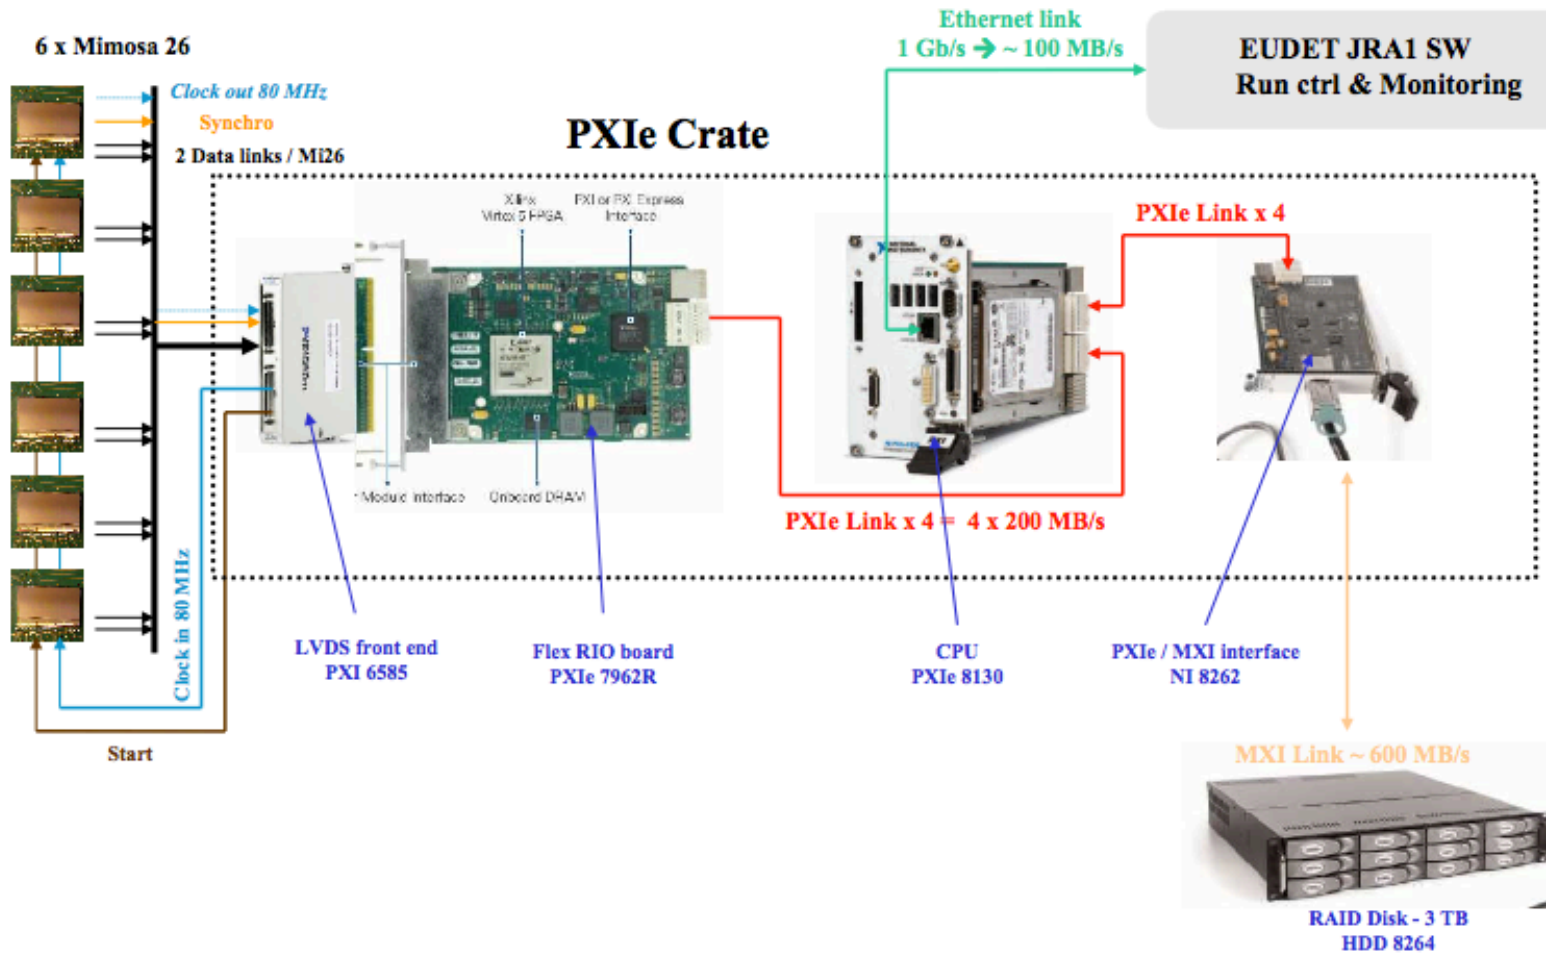 Ethernet link
1 Gb/s ➔ ~ 100 MB/s
EUDET JRA1 SW
Run ctrl & Monitoring
6 x Mimosa 26
Clock out 80 MHz
Synchro
2 Data links / Mi26
PXIe Crate
Xilinx
Virtex 5 FPGA
PXI or PXI Express
Interface
PXIe Link x 4
r Module Interface
Onboard DRAM
PXIe Link x 4 = 4 x 200 MB/s
Clock in 80 MHz
LVDS front end
PXI 6585
Flex RIO board
PXIe 7962R
CPU
PXIe 8130
PXIe / MXI interface
NI 8262
Start
MXI Link ~ 600 MB/s
RAID Disk - 3 TB
HDD 8264